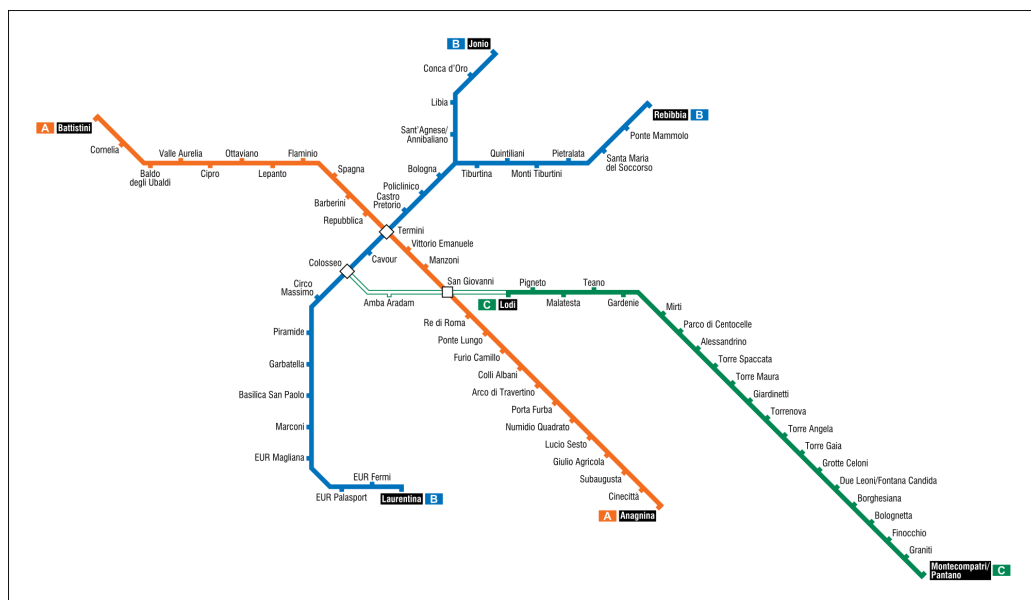 B Jonio
Conca d'Oro
Libia
Sant'Agnese/
Annibaliano
Rebibbia B
Ponte Mammolo
Santa Maria
del Soccorso
Pietralata
Monti Tiburtini
Quintiliani
Tiburtina
Bologna
Policlinico
Castro
Pretorio
A Battistini
Cornelia
Baldo
degli Ubaldi
Valle Aurelia
Cipro
Ottaviano
Lepanto
Flaminio
Spagna
Barberini
Repubblica
Termini
Vittorio Emanuele
Manzoni
San Giovanni
Cavour
Colosseo
Circo
Massimo
Amba Aradam
Piramide
Garbatella
Basilica San Paolo
Marconi
EUR Magliana
EUR Palasport
EUR Fermi
Laurentina B
Re di Roma
Ponte Lungo
Furio Camillo
Colli Albani
Arco di Travertino
Porta Furba
Numidio Quadrato
Lucio Sesto
Giulio Agricola
Subaugusta
Cinecittà
A Anagnina
C Lodi
Pigneto
Malatesta
Teano
Gardenie
Mirti
Parco di Centocelle
Alessandrino
Torre Spaccata
Torre Maura
Giardinetti
Torrenova
Torre Angela
Torre Gaia
Grotte Celoni
Due Leoni/Fontana Candida
Borghesiana
Bolognetta
Finocchio
Graniti
Montecompatri/
Pantano C